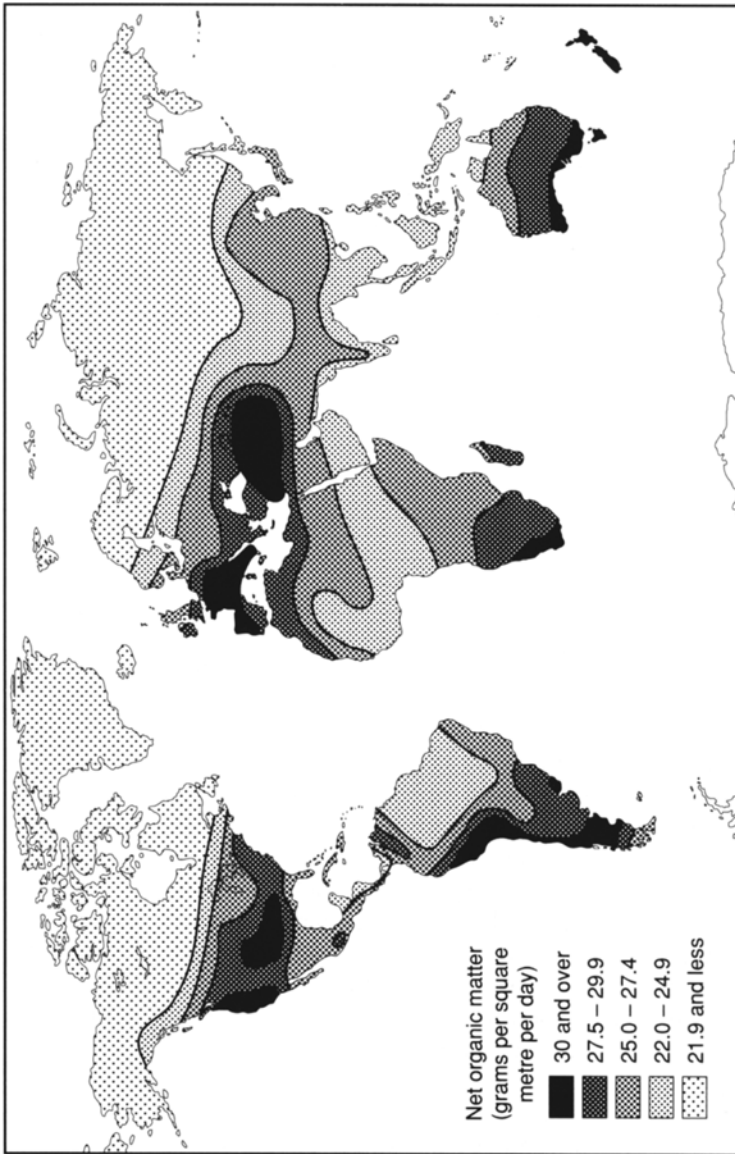 Net organic matter
(grams per square
metre per day)
30 and over
27.5 – 29.9
25.0 – 27.4
22.0 – 24.9
21.9 and less